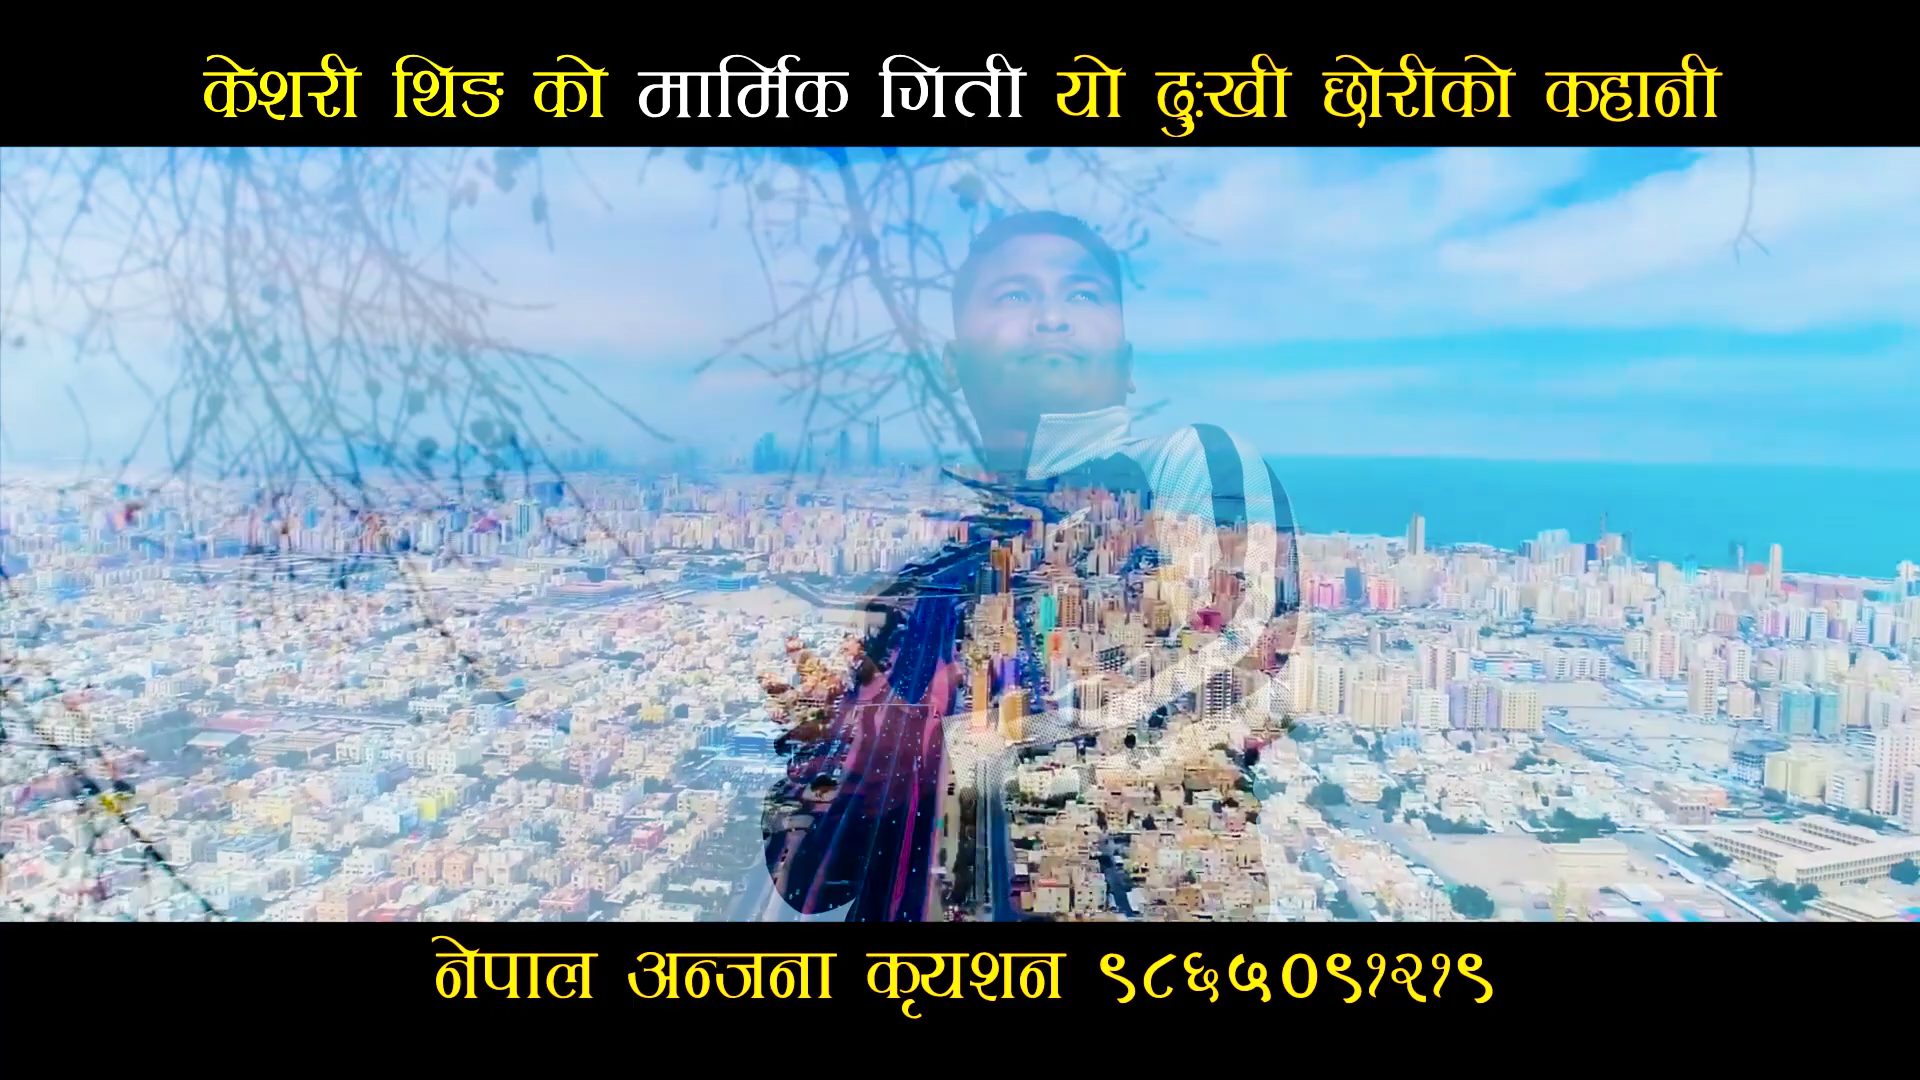 केशरी थिङ को मार्मिक गिती यो दुःखी छोरीको कहानी
नेपाल अन्जना कृयशन ९८६५०९१२१९